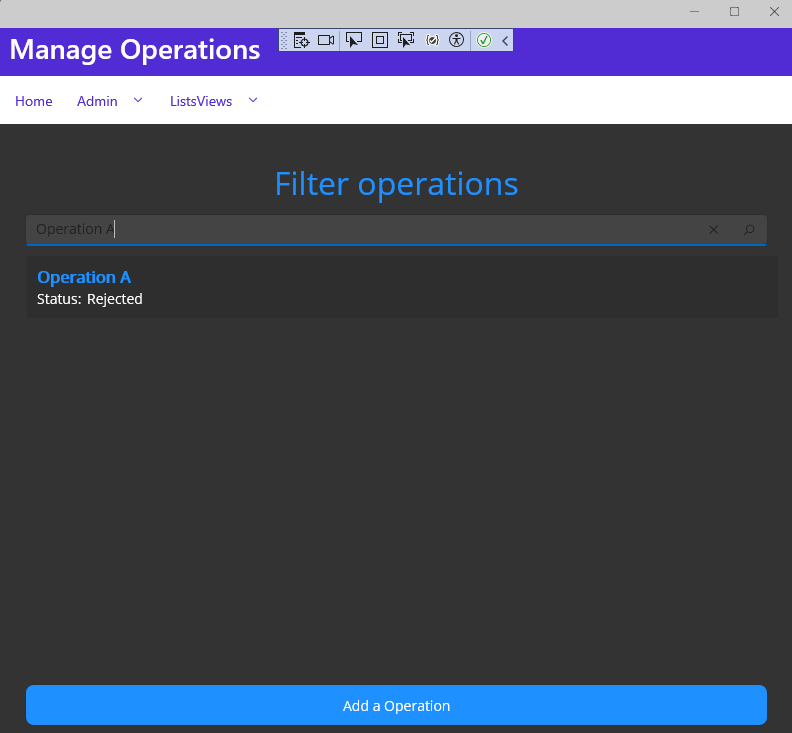 Manage Operations
Home Admin ListsViews
Filter operations
Operation A
Operation A
Status: Rejected
Add a Operation